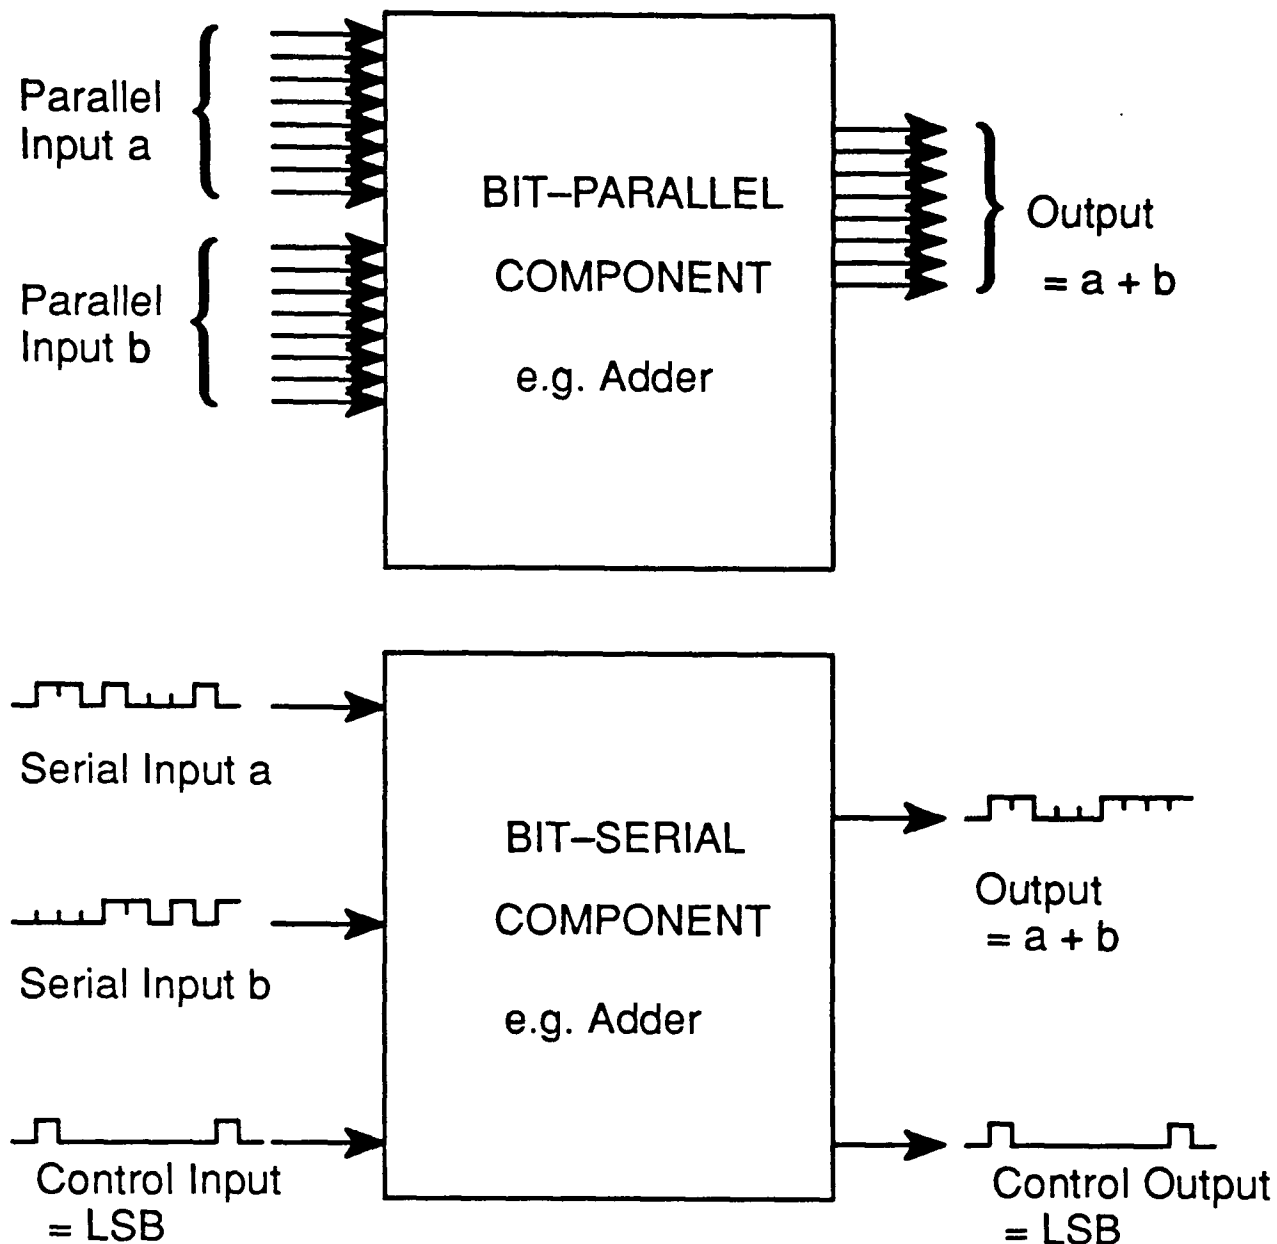 Parallel
Input a
Parallel
Input b
BIT–PARALLEL
COMPONENT
e.g. Adder
Output
= a + b
Serial Input a
Serial Input b
Control Input
= LSB
BIT–SERIAL
COMPONENT
e.g. Adder
Output
= a + b
Control Output
= LSB